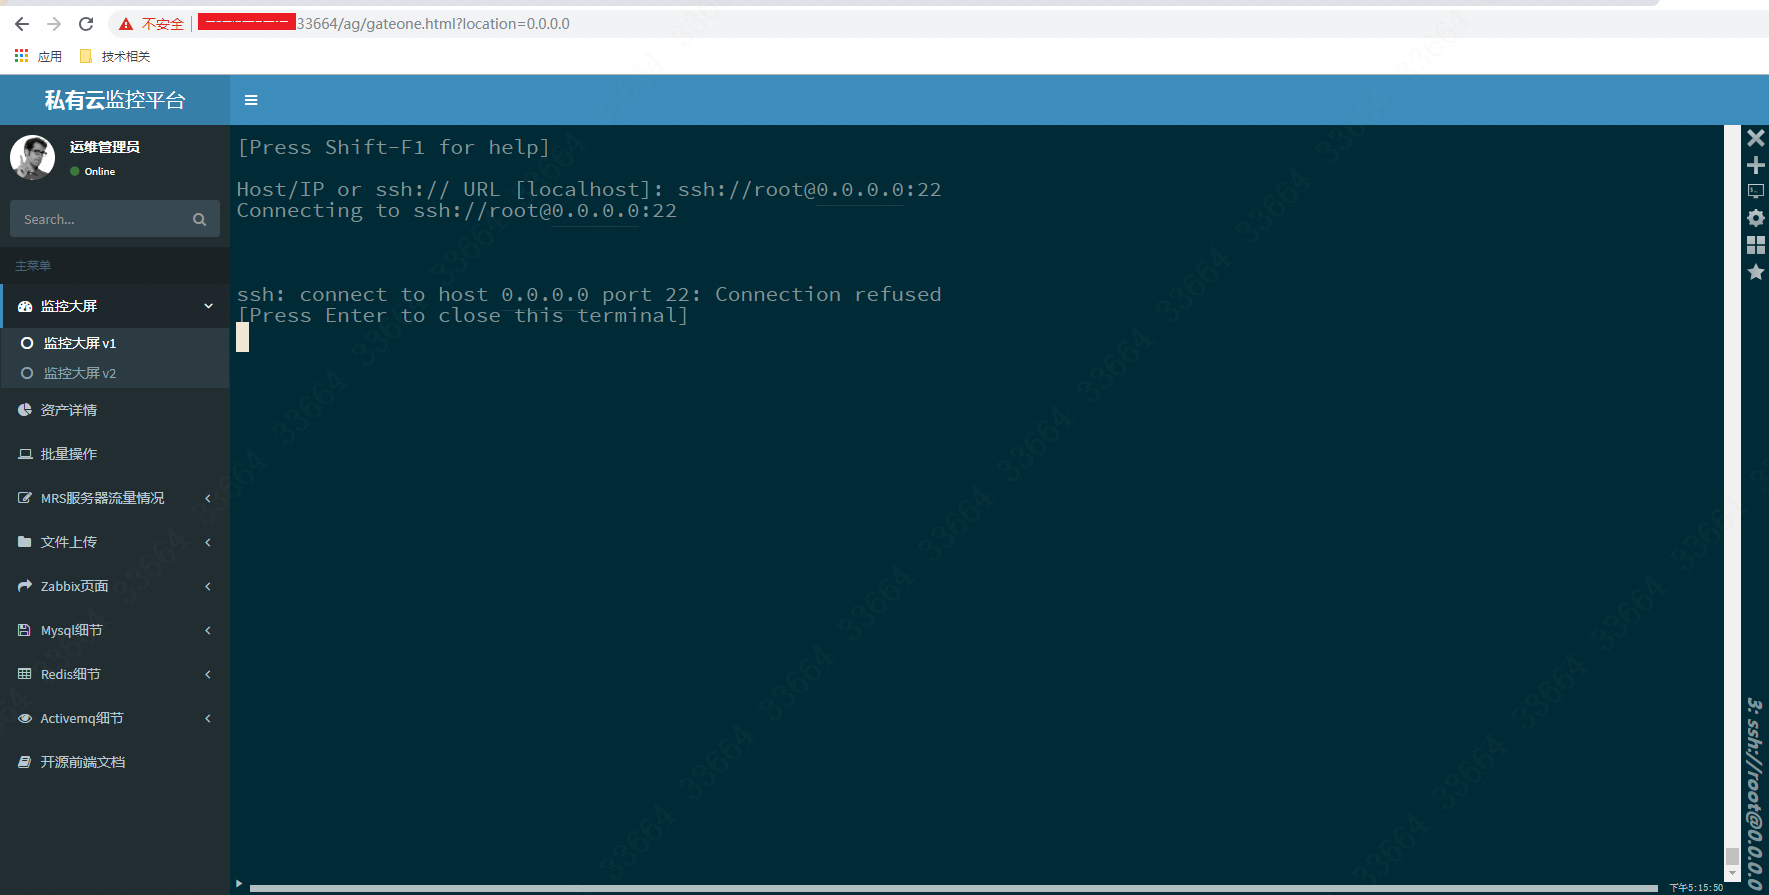 不安全
33664/ag/gateone.html?location=0.0.0.0
应用
技术相关
私有云监控平台
运维管理员
Online
Search...
主菜单
监控大屏
监控大屏 v1
监控大屏 v2
资产详情
批量操作
MRS服务器流量情况
文件上传
Zabbix页面
Mysql细节
Redis细节
Activemq细节
开源前端文档
[Press Shift-F1 for help]
Host/IP or ssh:// URL [localhost]: ssh://root@0.0.0.0:22
Connecting to ssh://root@0.0.0.0:22
ssh: connect to host 0.0.0.0 port 22: Connection refused
[Press Enter to close this terminal]
3: ssh://root@0.0.0.0
下午5:15:50
33664